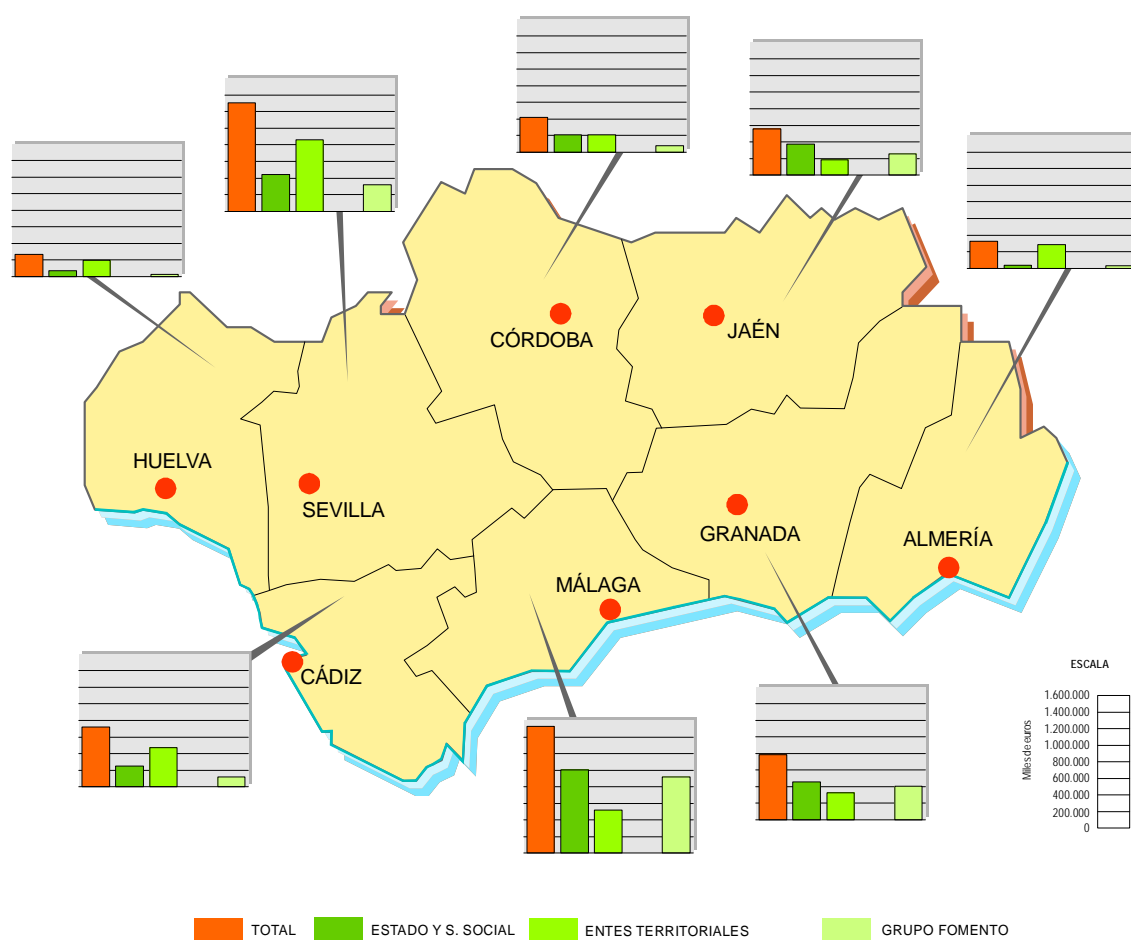 CÓRDOBA
JAÉN
HUELVA
SEVILLA
GRANADA
ALMERÍA
MÁLAGA
CÁDIZ
ESCALA
Miles de euros
1.600.000
1.400.000
1.200.000
1.000.000
800.000
600.000
400.000
200.000
0
TOTAL
ESTADO Y S. SOCIAL
ENTES TERRITORIALES
GRUPO FOMENTO